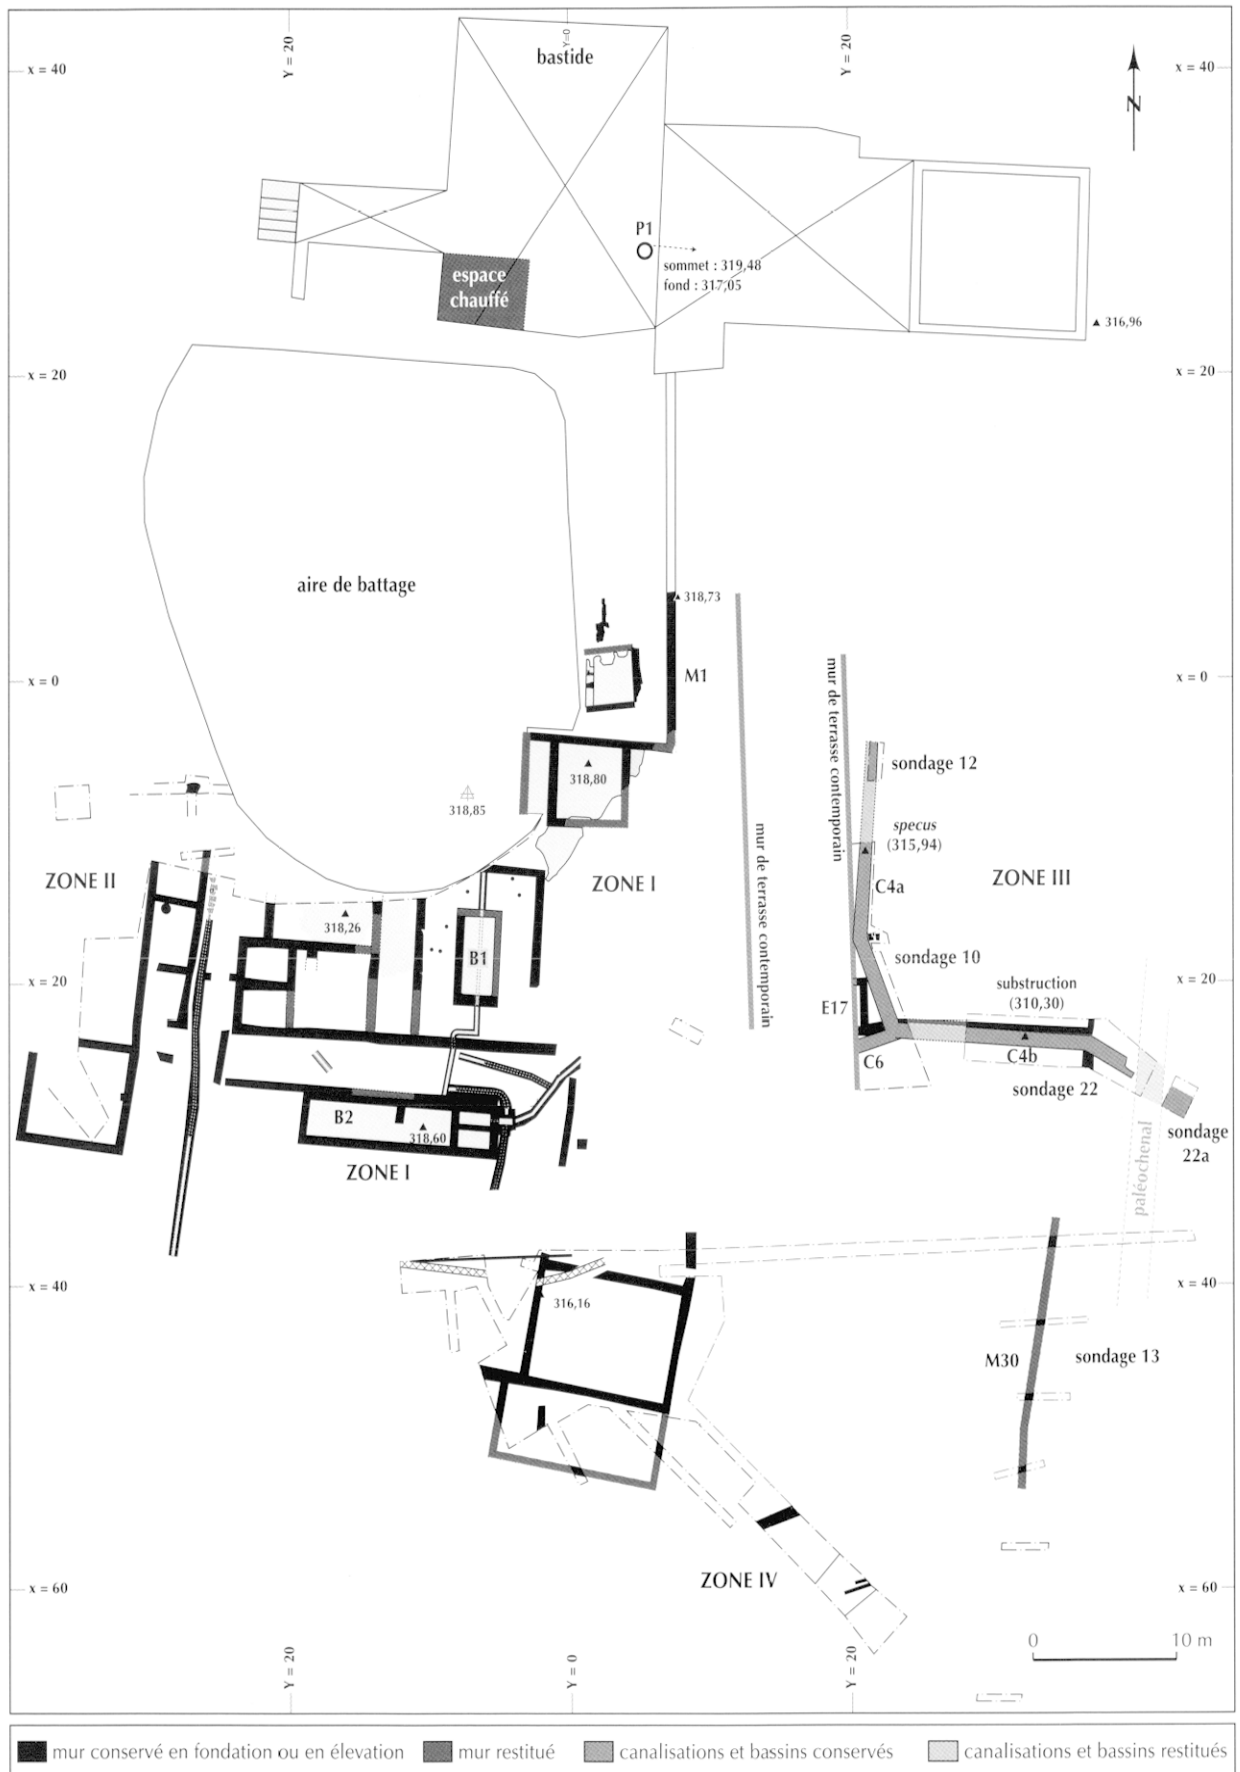 Y = 20
Y=0
Y = 20
x = 40
bastide
x = 40
N
P1
sommet : 319,48
fond : 317,05
espace
chauffé
316,96
x = 20
x = 20
aire de battage
318,73
x = 0
M1
x = 0
mur de terrasse contemporain
sondage 12
318,80
318,85
specus
(315,94)
mur de terrasse contemporain
ZONE II
ZONE I
C4a
ZONE III
318,26
B1
sondage 10
x = 20
x = 20
substruction
(310,30)
E17
C6
C4b
sondage 22
B2
318,60
sondage
22a
ZONE I
paléochenal
x = 40
x = 40
316,16
M30
sondage 13
ZONE IV
x = 60
x = 60
Y = 20
Y = 0
Y = 20
0
10 m
mur conservé en fondation ou en élevation
mur restitué
canalisations et bassins conservés
canalisations et bassins restitués